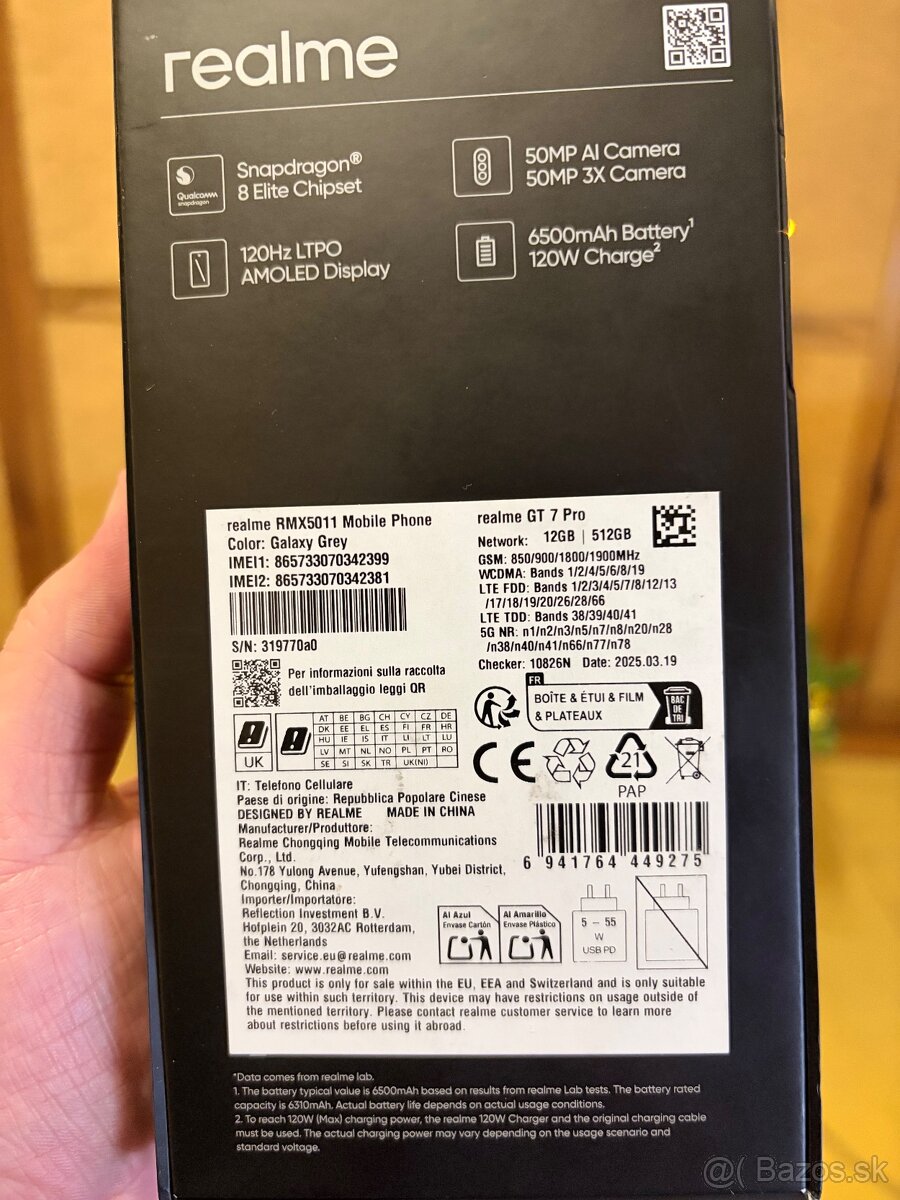 realme
Qualcomm
snapdragon
Snapdragon®
8 Elite Chipset
50MP AI Camera
50MP 3X Camera
120Hz LTPO
AMOLED Display
6500mAh Battery¹
120W Charge²
realme RMX5011 Mobile Phone
Color: Galaxy Grey
IMEI1: 865733070342399
IMEI2: 865733070342381
S/N: 319770a0
Per informazioni sulla raccolta
dell'imballaggio leggi QR
realme GT 7 Pro
12GB | 512GB
Network:
GSM: 850/900/1800/1900MHz
WCDMA: Bands 1/2/4/5/6/8/19
LTE FDD: Bands 1/2/3/4/5/7/8/12/13
/17/18/19/20/26/28/66
LTE TDD: Bands 38/39/40/41
5G NR: n1/n2/n3/n5/n7/n8/n20/n28
/n38/n40/n41/n66/n77/n78
Checker: 10826N Date: 2025.03.19
FR
BOÎTE & ÉTUI & FILM
& PLATEAUX
BAC
DE
TRI
UK
AT BE BG CH CY CZ DE
DK EE EL ES FI FR HR
HU IE IS IT LI LT LU
LV MT NL NO PL PT RO
SE SI SK TR UK(NI)
CE
21
PAP
IT: Telefono Cellulare
Paese di origine: Repubblica Popolare Cinese
DESIGNED BY REALME MADE IN CHINA
Manufacturer/Produttore:
Realme Chongqing Mobile Telecommunications
Corp., Ltd.
No.178 Yulong Avenue, Yufengshan, Yubei District,
Chongqing, China
Importer/Importatore:
Reflection Investment B.V.
Hofplein 20, 3032AC Rotterdam,
the Netherlands
Email: service.eu@realme.com
Website: www.realme.com
6 941764 449275
Al Azul
Envase Cartón
Al Amarillo
Envase Plástico
5 – 55
W
USB PD
This product is only for sale within the EU, EEA and Switzerland and is only suitable
for use within such territory. This device may have restrictions on usage outside of
the mentioned territory. Please contact realme customer service to learn more
about restrictions before using it abroad.
*Data comes from realme lab.
1. The battery typical value is 6500mAh based on results from realme Lab tests. The battery rated
capacity is 6310mAh. Actual battery life depends on actual usage conditions.
2. To reach 120W (Max) charging power, the realme 120W Charger and the original charging cable
must be used. The actual charging power may vary depending on the usage scenario and
standard voltage.
@( Bazos.sk